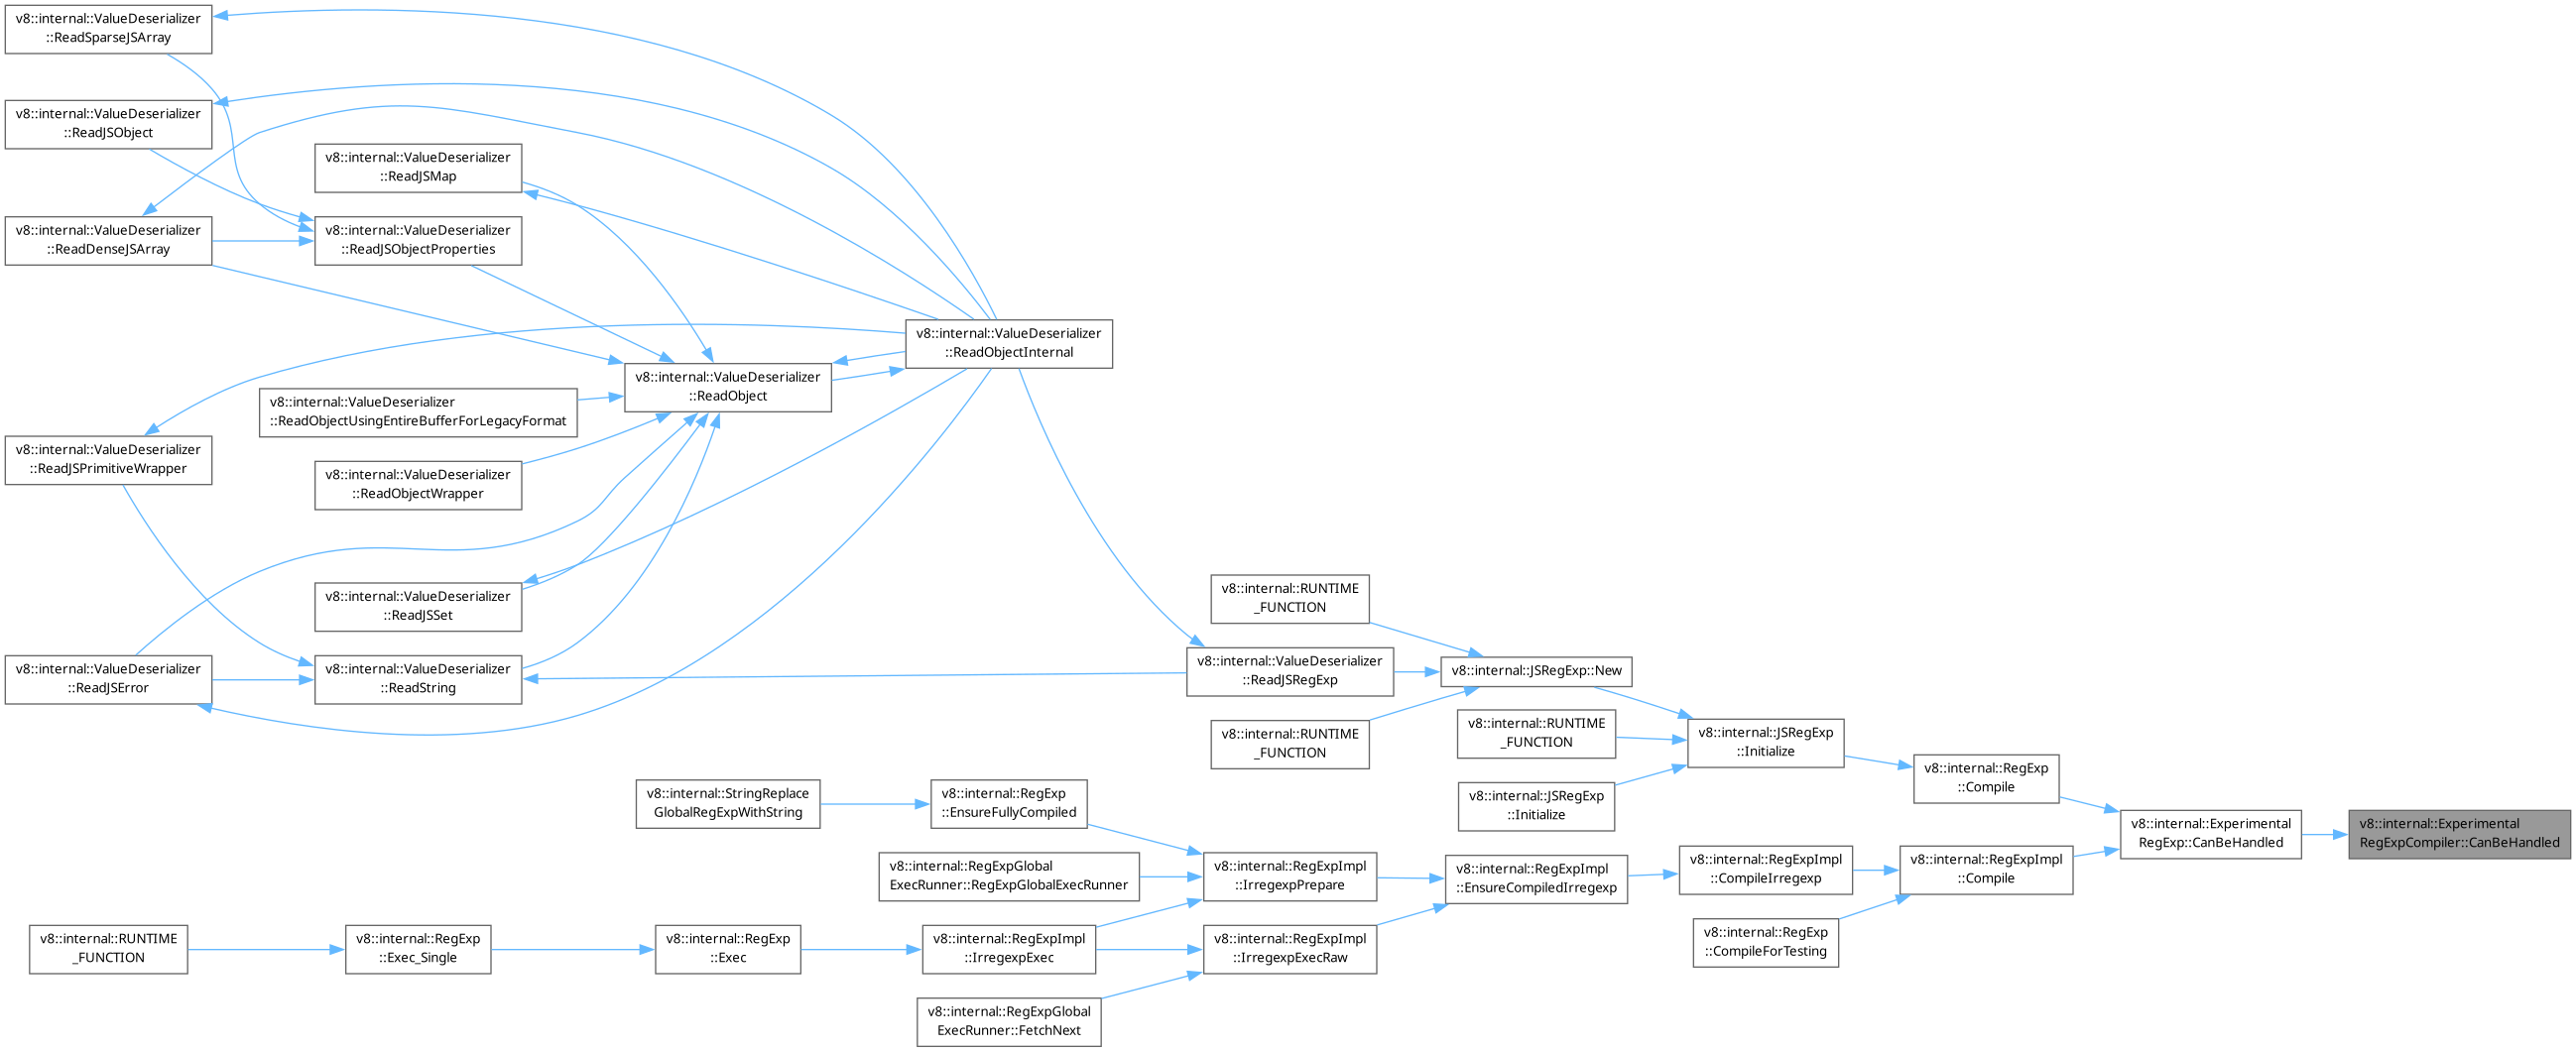 v8::internal::ValueDeserializer
::ReadSparseJSArray
v8::internal::ValueDeserializer
::ReadJSObject
v8::internal::ValueDeserializer
::ReadJSMap
v8::internal::ValueDeserializer
::ReadDenseJSArray
v8::internal::ValueDeserializer
::ReadJSObjectProperties
v8::internal::ValueDeserializer
::ReadObjectInternal
v8::internal::ValueDeserializer
::ReadObject
v8::internal::ValueDeserializer
::ReadObjectUsingEntireBufferForLegacyFormat
v8::internal::ValueDeserializer
::ReadJSPrimitiveWrapper
v8::internal::ValueDeserializer
::ReadObjectWrapper
v8::internal::ValueDeserializer
::ReadJSSet
v8::internal::RUNTIME
_FUNCTION
v8::internal::ValueDeserializer
::ReadJSError
v8::internal::ValueDeserializer
::ReadString
v8::internal::ValueDeserializer
::ReadJSRegExp
v8::internal::JSRegExp::New
v8::internal::RUNTIME
_FUNCTION
v8::internal::RUNTIME
_FUNCTION
v8::internal::JSRegExp
::Initialize
v8::internal::RegExp
::Compile
v8::internal::StringReplace
GlobalRegExpWithString
v8::internal::RegExp
::EnsureFullyCompiled
v8::internal::JSRegExp
::Initialize
v8::internal::Experimental
RegExp::CanBeHandled
v8::internal::Experimental
RegExpCompiler::CanBeHandled
v8::internal::RegExpGlobal
ExecRunner::RegExpGlobalExecRunner
v8::internal::RegExpImpl
::IrregexpPrepare
v8::internal::RegExpImpl
::EnsureCompiledIrregexp
v8::internal::RegExpImpl
::CompileIrregexp
v8::internal::RegExpImpl
::Compile
v8::internal::RUNTIME
_FUNCTION
v8::internal::RegExp
::Exec_Single
v8::internal::RegExp
::Exec
v8::internal::RegExpImpl
::IrregexpExec
v8::internal::RegExpImpl
::IrregexpExecRaw
v8::internal::RegExp
::CompileForTesting
v8::internal::RegExpGlobal
ExecRunner::FetchNext